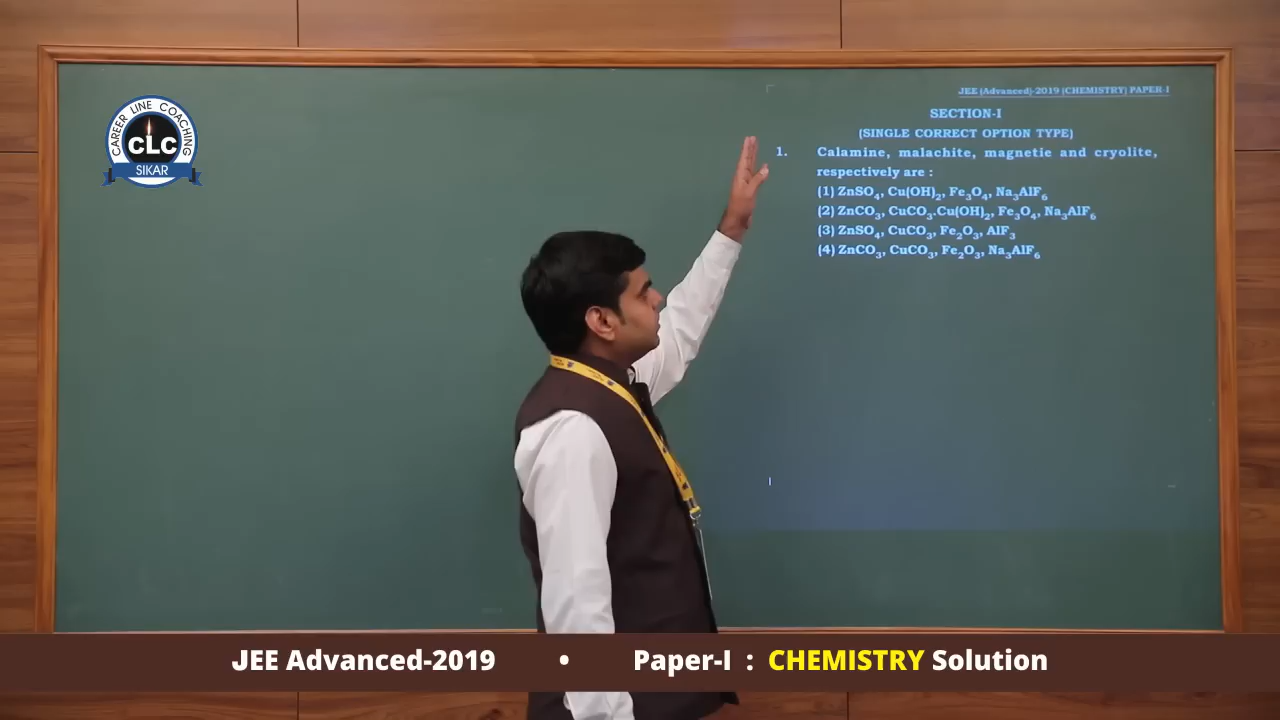 CAREER LINE COACHING
CLC
SIKAR
JEE (Advanced)-2019 (CHEMISTRY) PAPER-I
SECTION-I
(SINGLE CORRECT OPTION TYPE)
1. Calamine, malachite, magnetie and cryolite,
respectively are :
(1) ZnSO₄, Cu(OH)₂, Fe₃O₄, Na₃AlF₆
(2) ZnCO₃, CuCO₃.Cu(OH)₂, Fe₃O₄, Na₃AlF₆
(3) ZnSO₄, CuCO₃, Fe₂O₃, AlF₃
(4) ZnCO₃, CuCO₃, Fe₂O₃, Na₃AlF₆
JEE Advanced-2019 • Paper-I : CHEMISTRY Solution